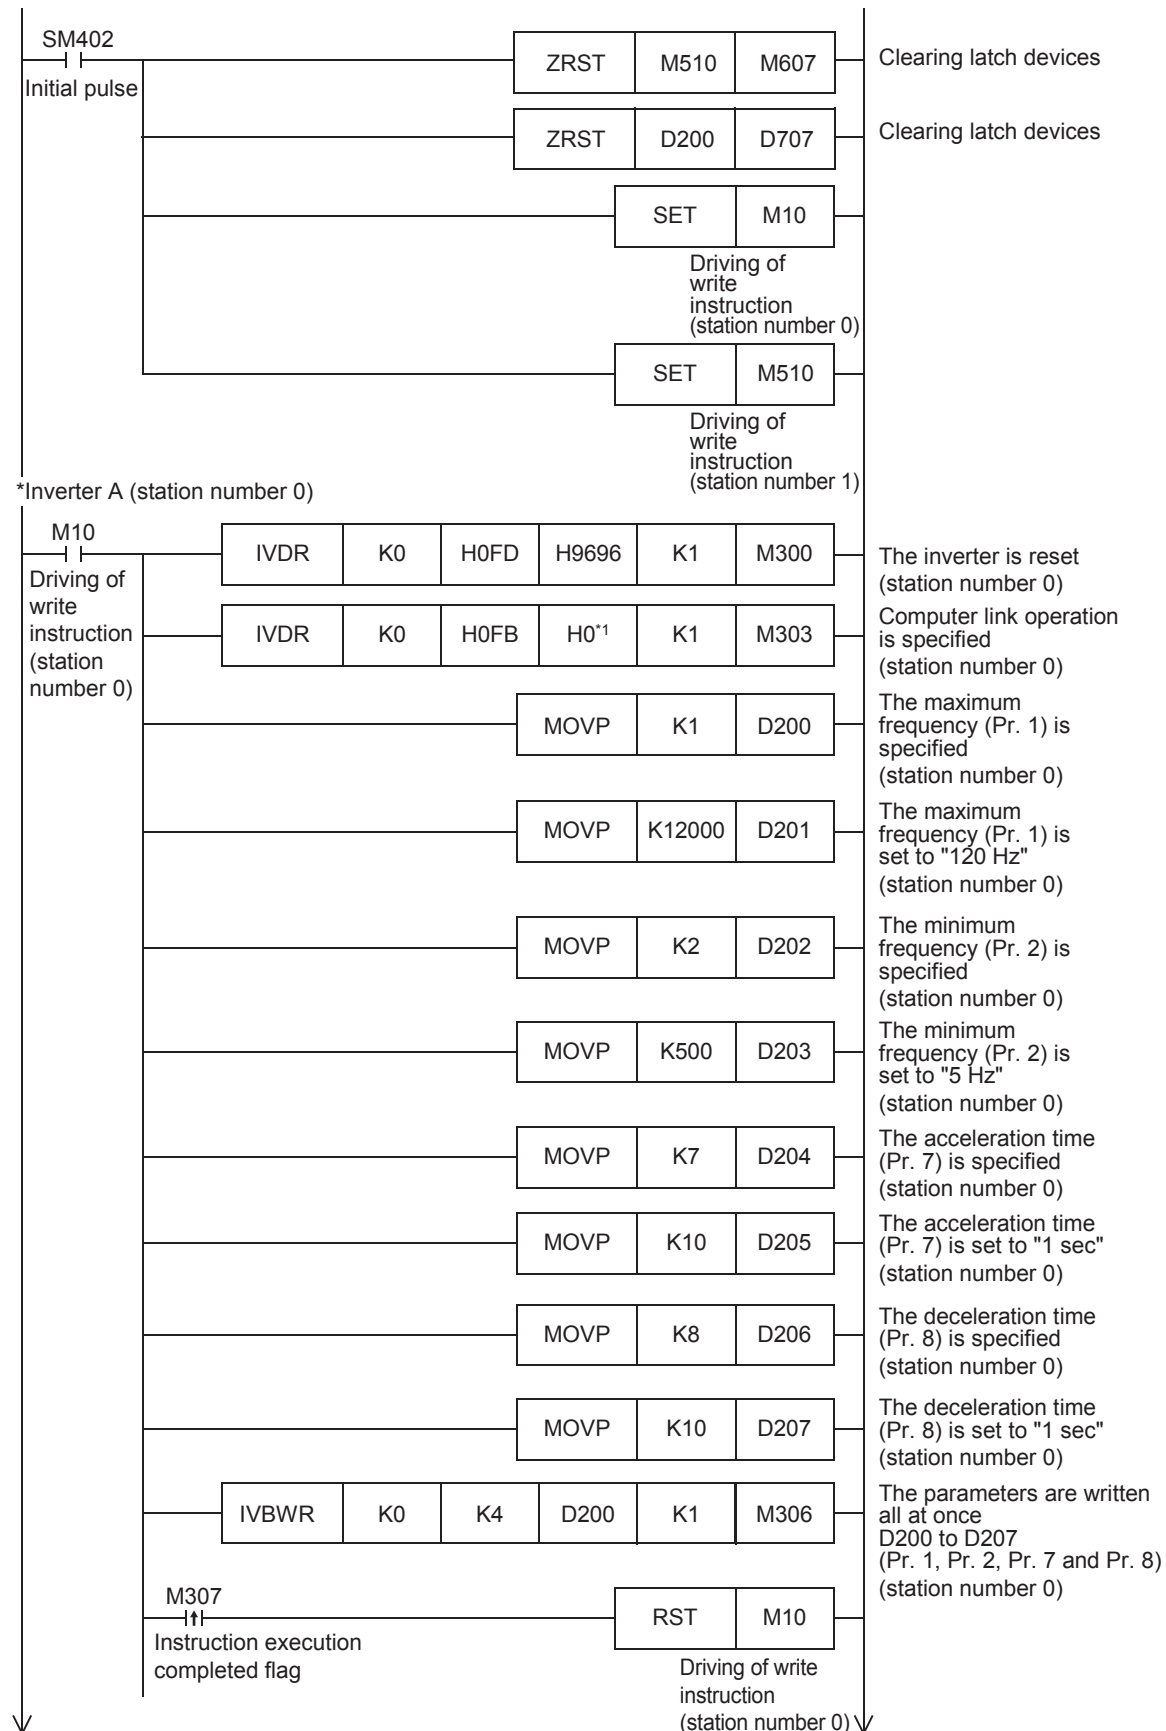 SM402
ZRST M510 M607
Clearing latch devices
Initial pulse
ZRST D200 D707
Clearing latch devices
SET M10
Driving of
write
instruction
(station number 0)
SET M510
Driving of
write
instruction
(station number 1)
*Inverter A (station number 0)
M10
Driving of
write
instruction
(station
number 0)
IVDR K0 H0FD H9696 K1 M300
The inverter is reset
(station number 0)
IVDR K0 H0FB H0*1 K1 M303
Computer link operation
is specified
(station number 0)
MOVP K1 D200
The maximum
frequency (Pr. 1) is
specified
(station number 0)
MOVP K12000 D201
The maximum
frequency (Pr. 1) is
set to "120 Hz"
(station number 0)
MOVP K2 D202
The minimum
frequency (Pr. 2) is
specified
(station number 0)
MOVP K500 D203
The minimum
frequency (Pr. 2) is
set to "5 Hz"
(station number 0)
MOVP K7 D204
The acceleration time
(Pr. 7) is specified
(station number 0)
MOVP K10 D205
The acceleration time
(Pr. 7) is set to "1 sec"
(station number 0)
MOVP K8 D206
The deceleration time
(Pr. 8) is specified
(station number 0)
MOVP K10 D207
The deceleration time
(Pr. 8) is set to "1 sec"
(station number 0)
IVBWR K0 K4 D200 K1 M306
The parameters are written
all at once
D200 to D207
(Pr. 1, Pr. 2, Pr. 7 and Pr. 8)
(station number 0)
M307
Instruction execution
completed flag
RST M10
Driving of write
instruction
(station number 0)